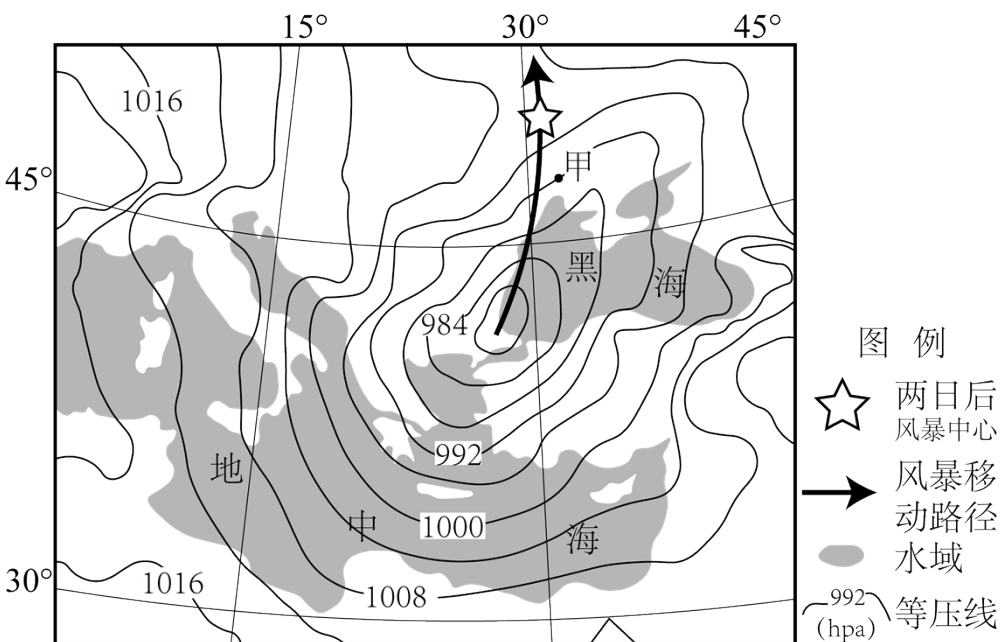 15° 30° 45°
1016
甲
45°
黑 海
984
图 例
两日后
风暴中心
992
风暴移
动路径
地
中 海
1000
水域
30°
1016
1008
992
(hpa)
等压线